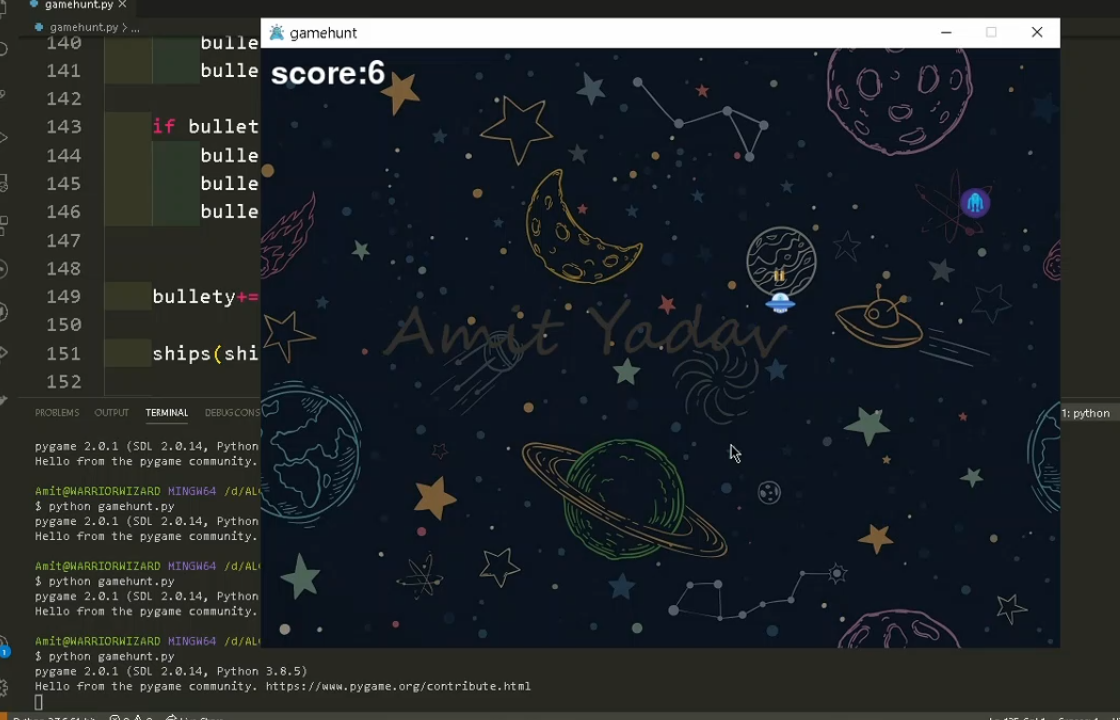 gamehunt.py ×
gamehunt.py > ...
gamehunt
score:6
140 bulle
141 bulle
142
143 if bullet
144 bulle
145 bulle
146 bulle
147
148
149 bullety+=
150
151 ships(shi
152
Amit Yadav
PROBLEMS OUTPUT TERMINAL DEBUG CONS
1: python
pygame 2.0.1 (SDL 2.0.14, Python
Hello from the pygame community.
Amit@WARRIORWIZARD MINGW64 /d/AL
$ python gamehunt.py
pygame 2.0.1 (SDL 2.0.14, Python
Hello from the pygame community.
Amit@WARRIORWIZARD MINGW64 /d/AL
$ python gamehunt.py
pygame 2.0.1 (SDL 2.0.14, Python
Hello from the pygame community.
Amit@WARRIORWIZARD MINGW64 /d/AL
$ python gamehunt.py
pygame 2.0.1 (SDL 2.0.14, Python 3.8.5)
Hello from the pygame community. https://www.pygame.org/contribute.html